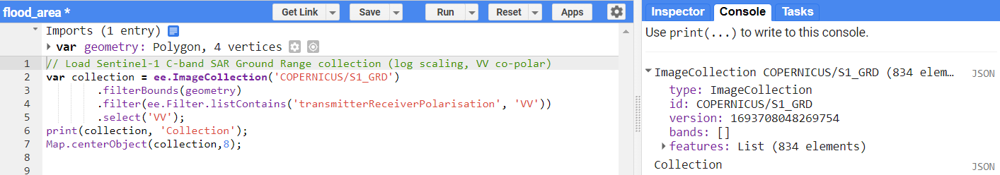 flood_area *
Get Link
Save
Run
Reset
Apps
Imports (1 entry)
var geometry: Polygon, 4 vertices
1 // Load Sentinel-1 C-band SAR Ground Range collection (log scaling, VV co-polar)
2 var collection = ee.ImageCollection('COPERNICUS/S1_GRD')
3 .filterBounds(geometry)
4 .filter(ee.Filter.listContains('transmitterReceiverPolarisation', 'VV'))
5 .select('VV');
6 print(collection, 'Collection');
7 Map.centerObject(collection,8);
8
9
Inspector
Console
Tasks
Use print(...) to write to this console.
ImageCollection COPERNICUS/S1_GRD (834 elem… JSON
type: ImageCollection
id: COPERNICUS/S1_GRD
version: 1693708048269754
bands: []
features: List (834 elements)
Collection JSON